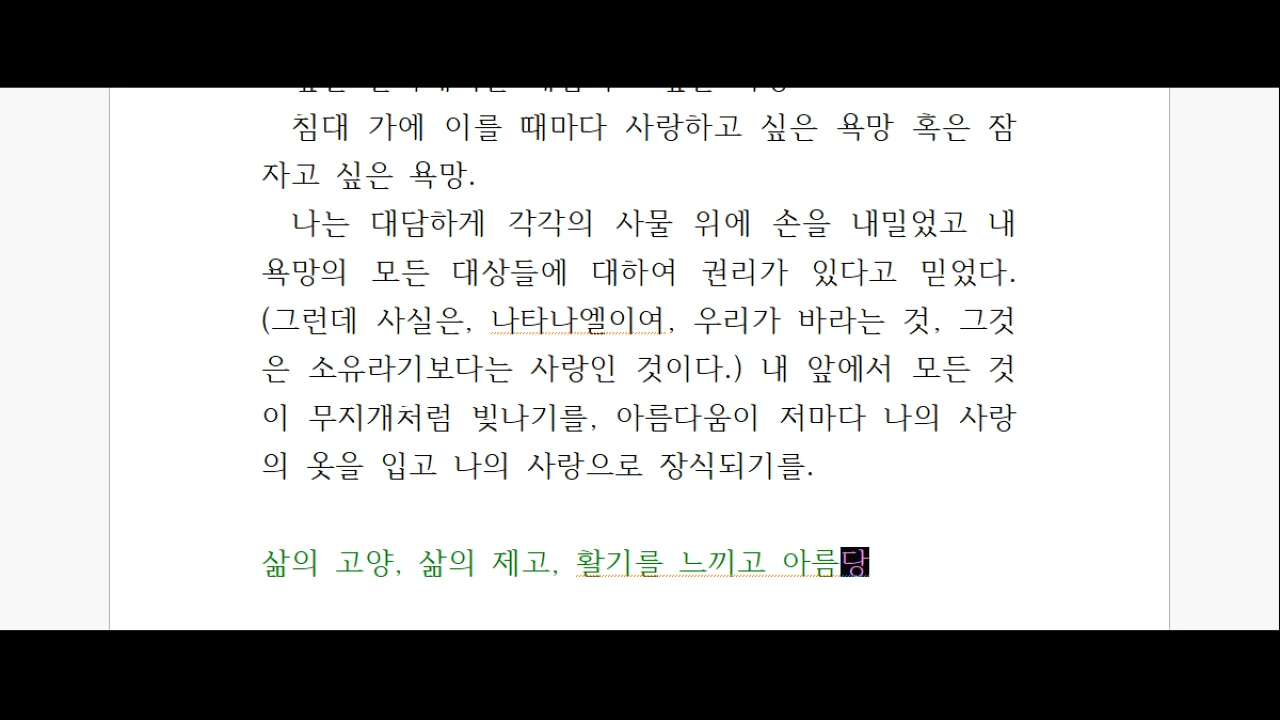 침대 가에 이를 때마다 사랑하고 싶은 욕망 혹은 잠
자고 싶은 욕망.
나는 대담하게 각각의 사물 위에 손을 내밀었고 내
욕망의 모든 대상들에 대하여 권리가 있다고 믿었다.
(그런데 사실은, 나타나엘이여, 우리가 바라는 것, 그것
은 소유라기보다는 사랑인 것이다.) 내 앞에서 모든 것
이 무지개처럼 빛나기를, 아름다움이 저마다 나의 사랑
의 옷을 입고 나의 사랑으로 장식되기를.
삶의 고양, 삶의 제고, 활기를 느끼고 아름당